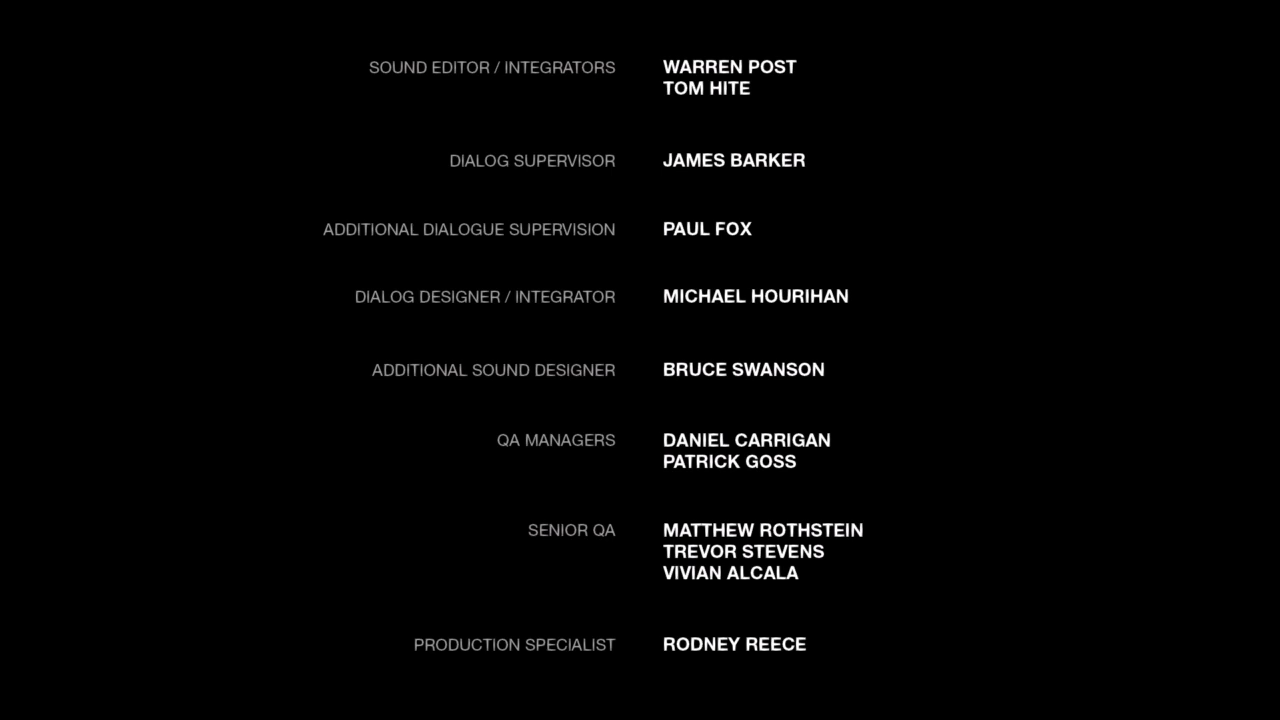 SOUND EDITOR / INTEGRATORS WARREN POST
TOM HITE
DIALOG SUPERVISOR JAMES BARKER
ADDITIONAL DIALOGUE SUPERVISION PAUL FOX
DIALOG DESIGNER / INTEGRATOR MICHAEL HOURIHAN
ADDITIONAL SOUND DESIGNER BRUCE SWANSON
QA MANAGERS DANIEL CARRIGAN
PATRICK GOSS
SENIOR QA MATTHEW ROTHSTEIN
TREVOR STEVENS
VIVIAN ALCALA
PRODUCTION SPECIALIST RODNEY REECE